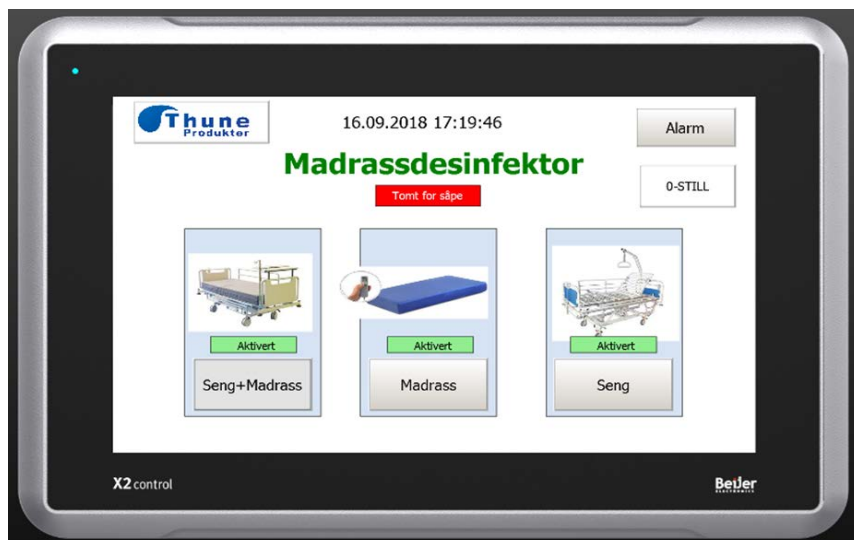 Thune
Produkter
16.09.2018 17:19:46
Alarm
Madrassdesinfektor
0-STILL
Tomt for såpe
Aktivert
Aktivert
Aktivert
Seng+Madrass
Madrass
Seng
X2 control
Beijer
ELECTRONICS